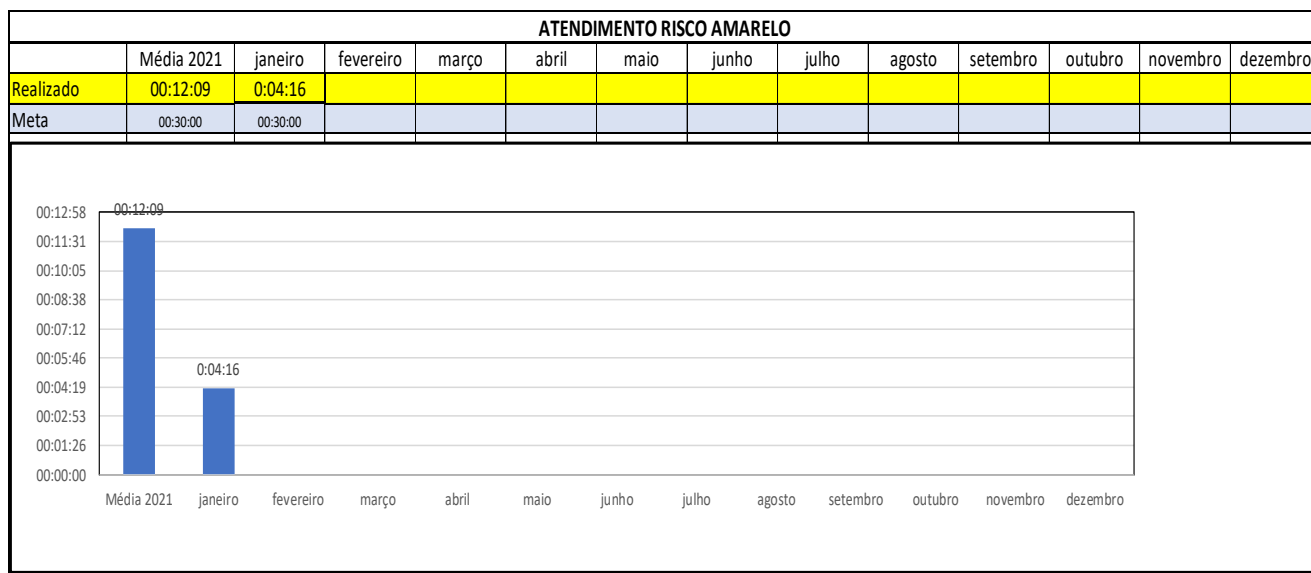 ATENDIMENTO RISCO AMARELO
Média 2021 janeiro fevereiro março abril maio junho julho agosto setembro outubro novembro dezembro
Realizado 00:12:09 0:04:16
Meta 00:30:00 00:30:00
00:12:58 00:12:09
00:11:31
00:10:05
00:08:38
00:07:12
00:05:46
0:04:16
00:04:19
00:02:53
00:01:26
00:00:00
Média 2021 janeiro fevereiro março abril maio junho julho agosto setembro outubro novembro dezembro